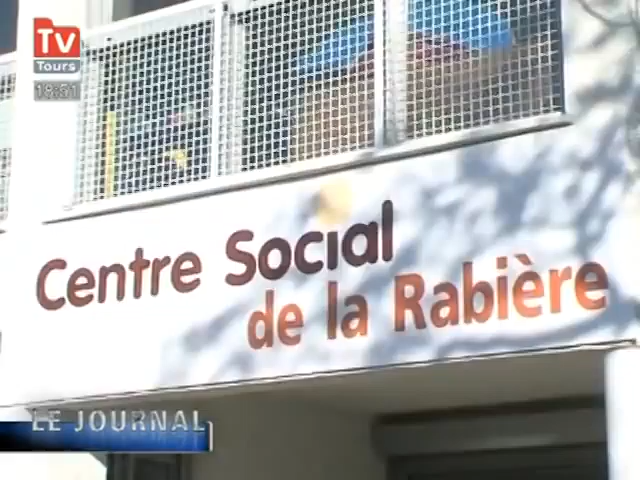 TV
Tours
18:51
Centre Social
de la Rabière
LE JOURNAL